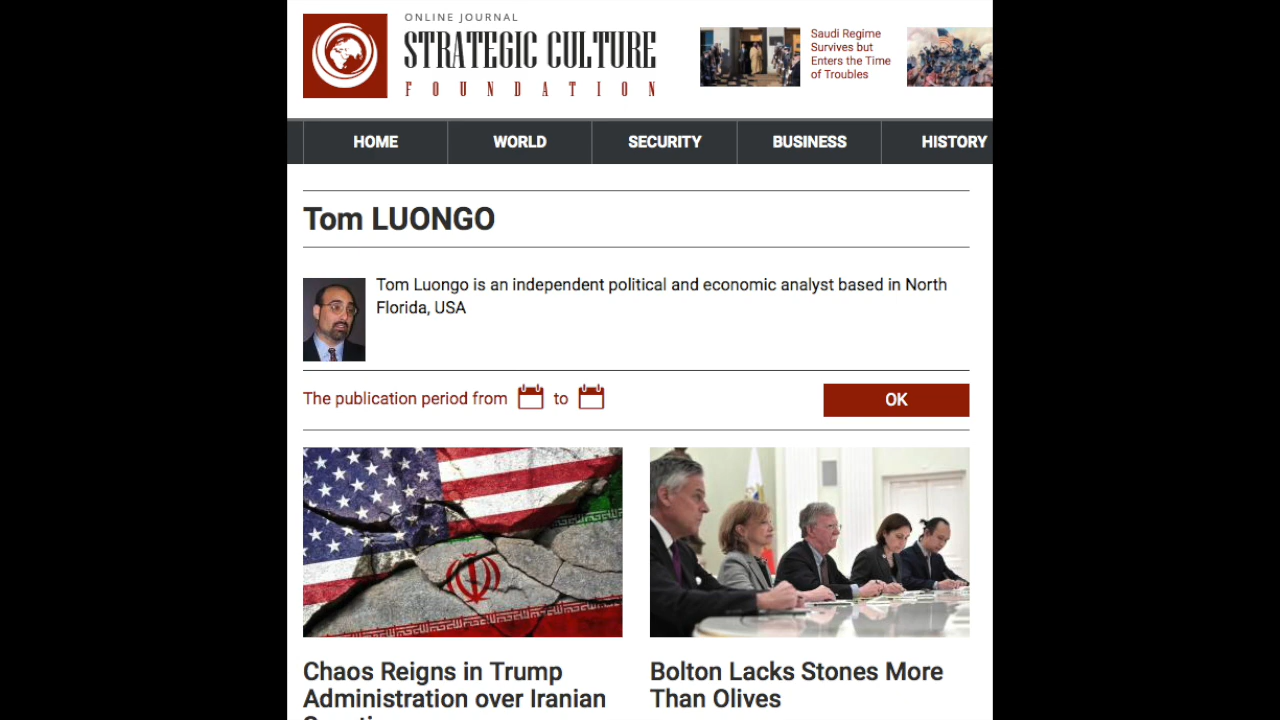 ONLINE JOURNAL
STRATEGIC CULTURE
FOUNDATION
Saudi Regime
Survives but
Enters the Time
of Troubles
HOME
WORLD
SECURITY
BUSINESS
HISTORY
Tom LUONGO
Tom Luongo is an independent political and economic analyst based in North
Florida, USA
The publication period from
to
OK
Chaos Reigns in Trump
Administration over Iranian
Bolton Lacks Stones More
Than Olives